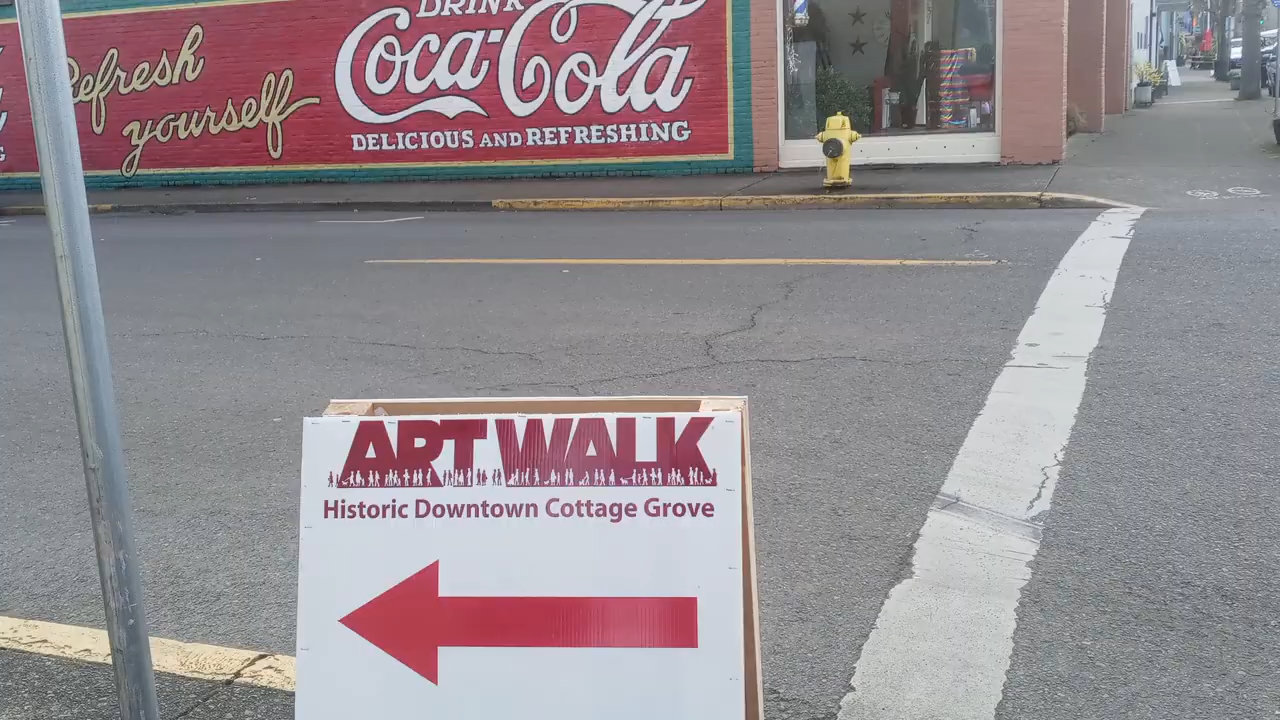 DRINK
Coca-Cola
Refresh
yourself
DELICIOUS AND REFRESHING
ART WALK
Historic Downtown Cottage Grove